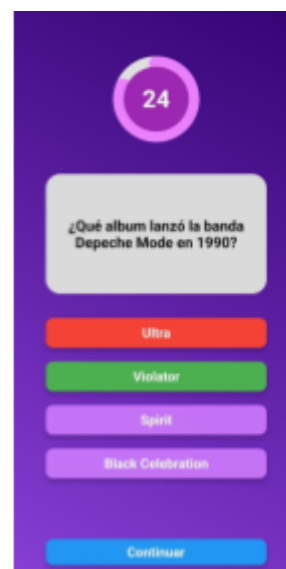 24
¿Qué album lanzó la banda
Depeche Mode en 1990?
Ultra
Violator
Spirit
Black Celebration
Continuar